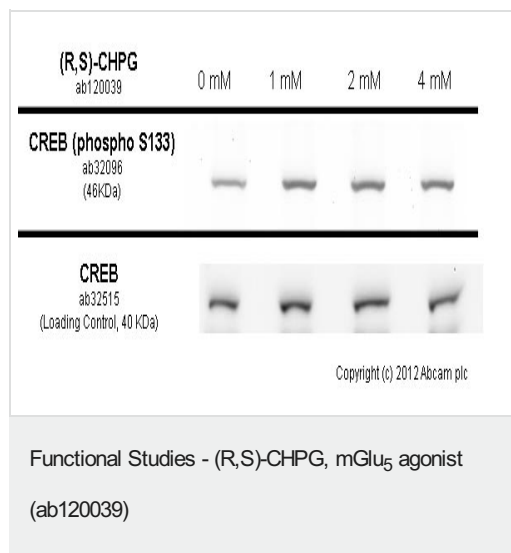 (R,S)-CHPG
ab120039
0 mM 1 mM 2 mM 4 mM
CREB (phospho S133)
ab32096
(46KDa)
CREB
ab32515
(Loading Control, 40 KDa)
Copyright (c) 2012 Abcam plc
Functional Studies - (R,S)-CHPG, mGlu5 agonist
(ab120039)